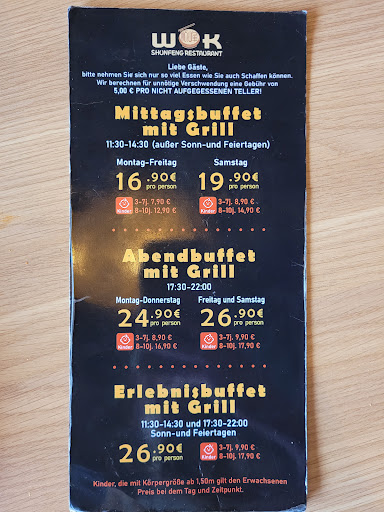 WOK
SHUNFENG RESTAURANT
Liebe Gäste,
bitte nehmen Sie sich nur so viel Essen wie Sie auch Schaffen können.
Wir berechnen für unnötige Verschwendung eine Gebühr von
5,00 € PRO NICHT AUFGEGESSENEN TELLER!
Mittagsbuffet
mit Grill
11:30-14:30 (außer Sonn-und Feiertagen)
Montag-Freitag Samstag
16.90€ pro person 19.90€ pro person
Kinder 3-7j. 7,90 € Kinder 3-7j. 8,90 €
8-10j. 12,90 € 8-10j. 14,90 €
Abendbuffet
mit Grill
17:30-22:00
Montag-Donnerstag Freitag und Samstag
24.90€ pro person 26.90€ pro person
Kinder 3-7j. 8,90 € Kinder 3-7j. 9,90 €
8-10j. 16,90 € 8-10j. 17,90 €
Erlebnisbuffet
mit Grill
11:30-14:30 und 17:30-22:00
Sonn-und Feiertagen
26.90€ pro person Kinder 3-7j. 9,90 €
8-10j. 17,90 €
Kinder, die mit Körpergröße ab 1,50m gilt den Erwachsenen
Preis bei dem Tag und Zeitpunkt.